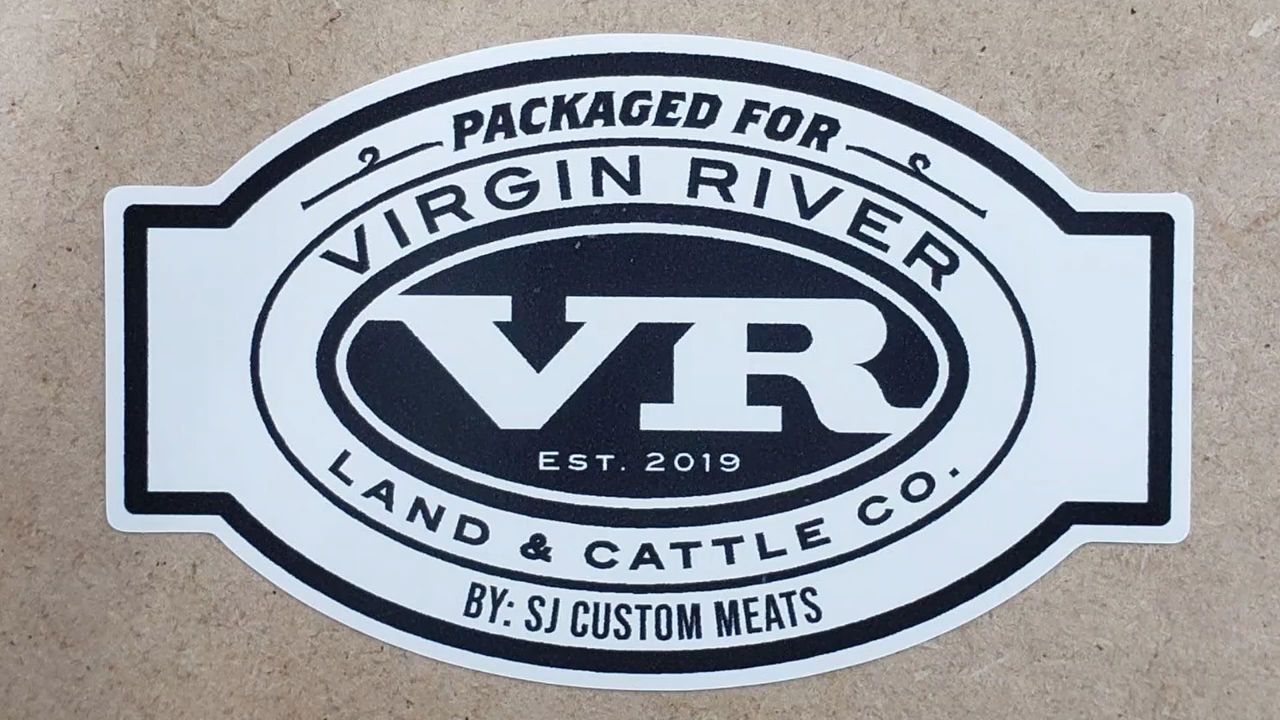 PACKAGED FOR
VIRGIN RIVER
VR
EST. 2019
LAND & CATTLE CO.
BY: SJ CUSTOM MEATS